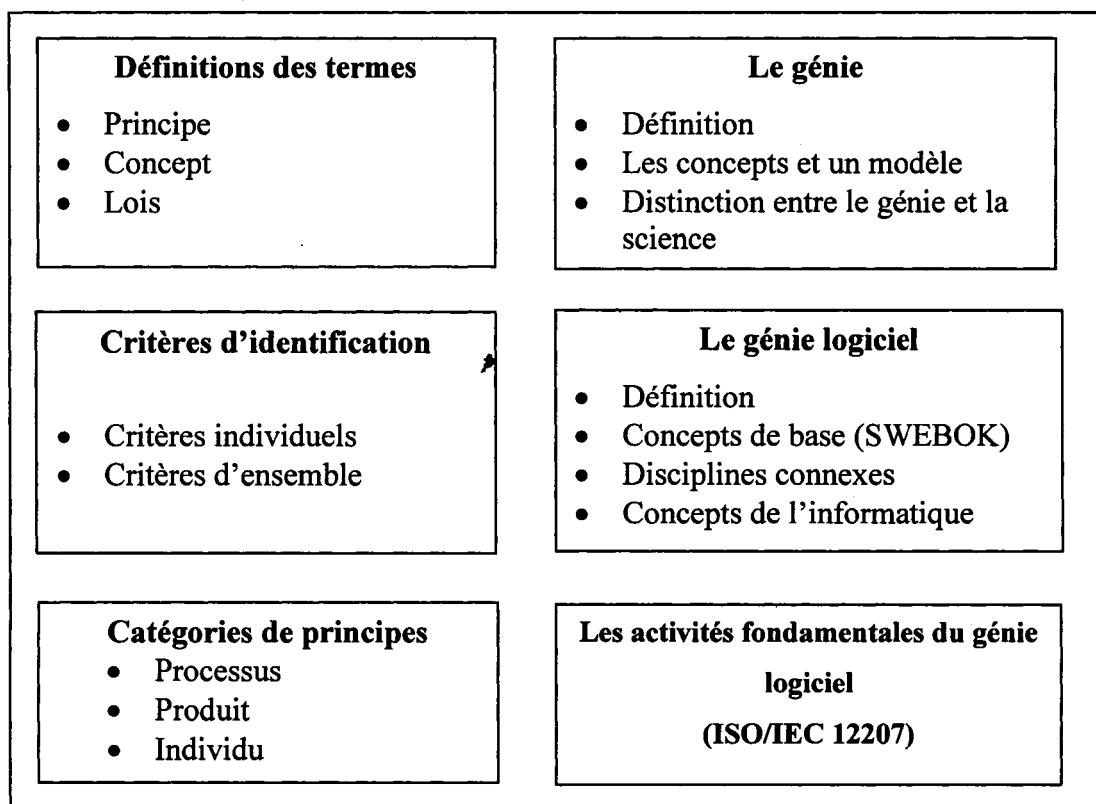 Définitions des termes
• Principe
• Concept
• Lois
Le génie
• Définition
• Les concepts et un modèle
• Distinction entre le génie et la
science
Critères d'identification
• Critères individuels
• Critères d'ensemble
Le génie logiciel
• Définition
• Concepts de base (SWEBOK)
• Disciplines connexes
• Concepts de l'informatique
Catégories de principes
• Processus
• Produit
• Individu
Les activités fondamentales du génie
logiciel
(ISO/IEC 12207)